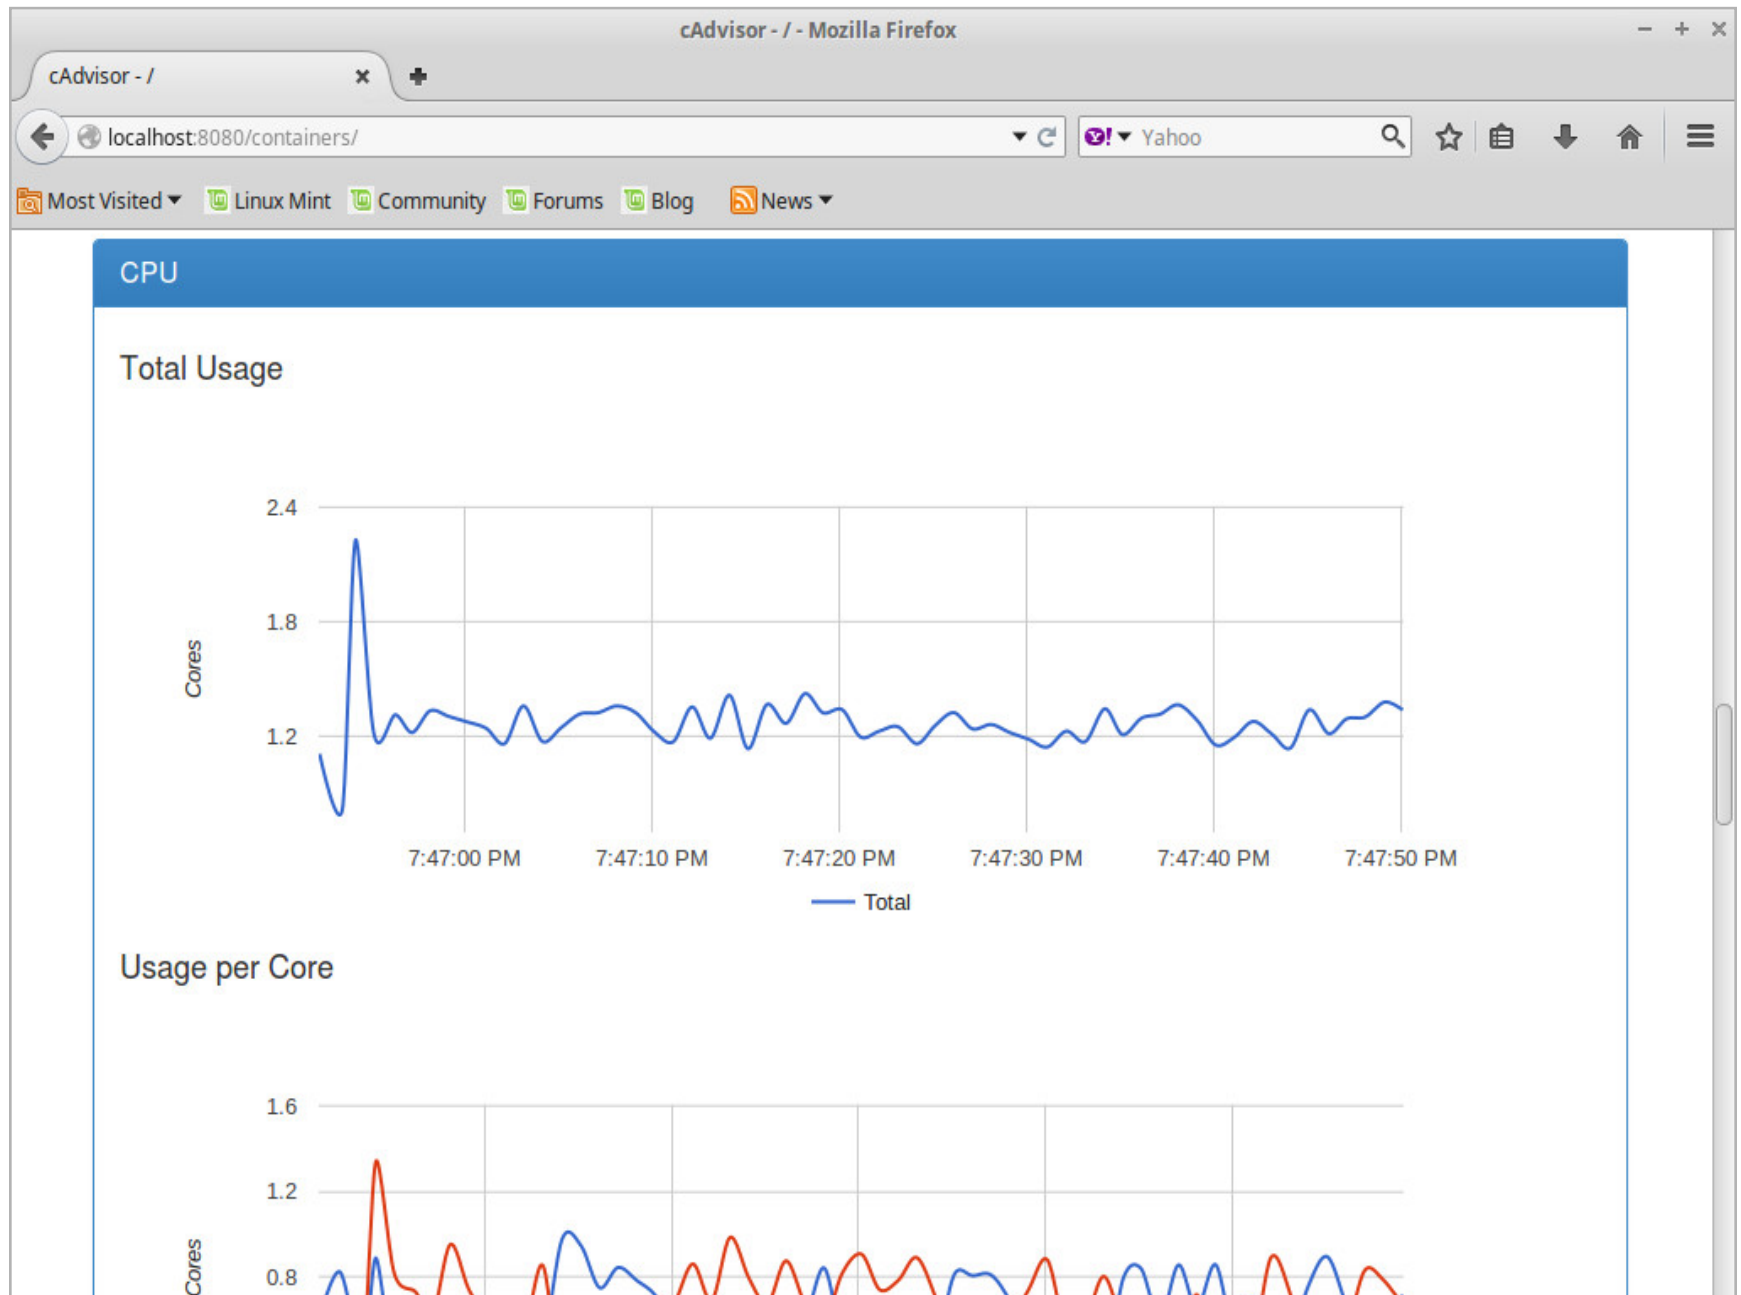 cAdvisor - / - Mozilla Firefox
cAdvisor - /
localhost:8080/containers/
Yahoo
Most Visited
Linux Mint
Community
Forums
Blog
News
CPU
Total Usage
2.4
1.8
1.2
Cores
7:47:00 PM
7:47:10 PM
7:47:20 PM
7:47:30 PM
7:47:40 PM
7:47:50 PM
Total
Usage per Core
1.6
1.2
0.8
Cores